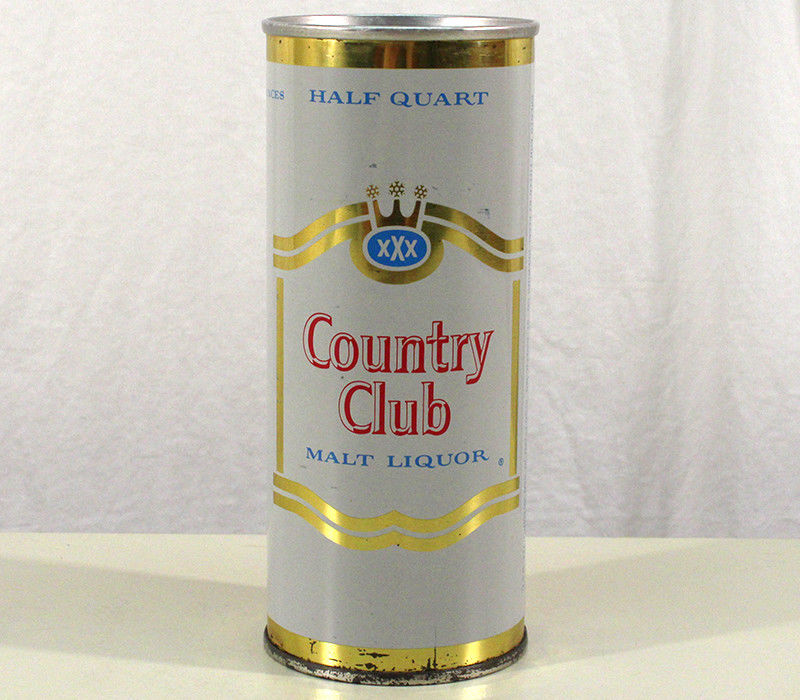 HALF QUART
xXx
Country
Club
MALT LIQUOR ®